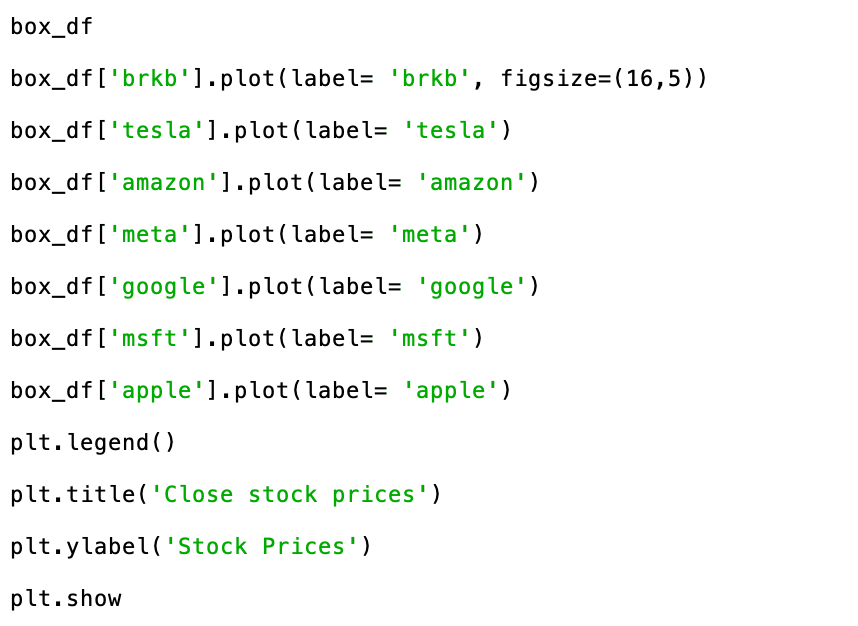 box_df
box_df['brkb'].plot(label= 'brkb', figsize=(16,5))
box_df['tesla'].plot(label= 'tesla')
box_df['amazon'].plot(label= 'amazon')
box_df['meta'].plot(label= 'meta')
box_df['google'].plot(label= 'google')
box_df['msft'].plot(label= 'msft')
box_df['apple'].plot(label= 'apple')
plt.legend()
plt.title('Close stock prices')
plt.ylabel('Stock Prices')
plt.show